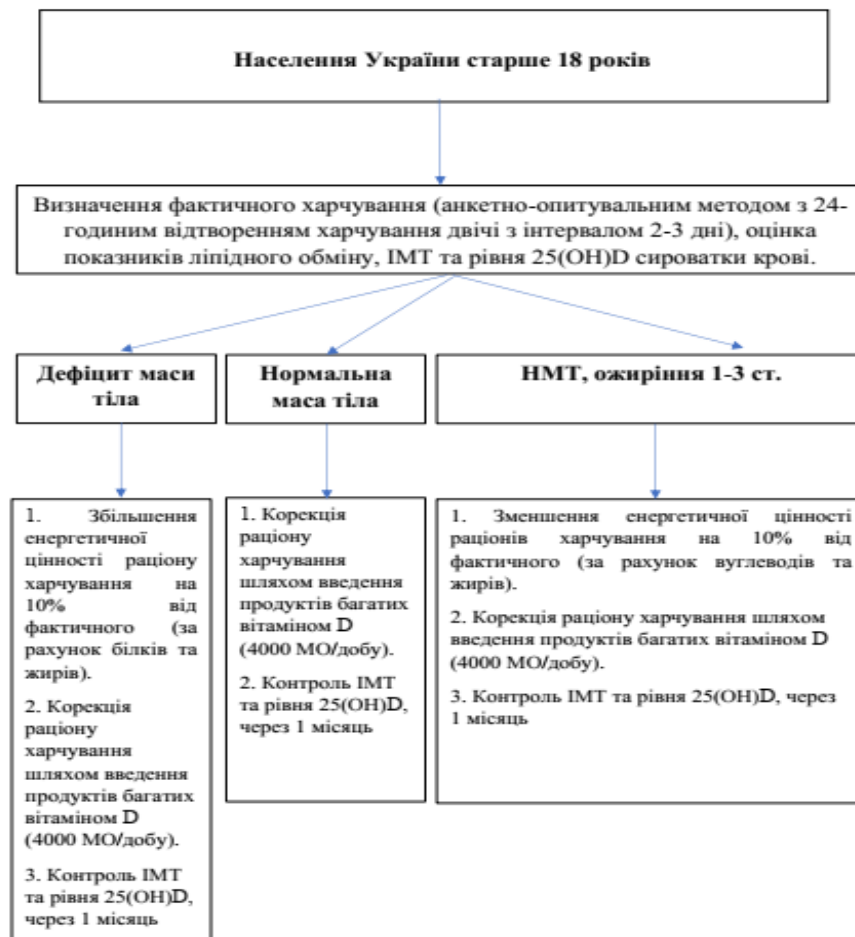 Населення України старше 18 років
Визначення фактичного харчування (анкетно-опитувальним методом з 24-
годиним відтворенням харчування двічі з інтервалом 2-3 дні), оцінка
показників ліпідного обміну, ІМТ та рівня 25(OH)D сироватки крові.
Дефіцит маси
тіла
Нормальна
маса тіла
НМТ, ожиріння 1-3 ст.
1. Збільшення
енергетичної
цінності раціону
харчування на
10% від
фактичного (за
рахунок білків та
жирів).
2. Корекція
раціону
харчування
шляхом введення
продуктів багатих
вітаміном D
(4000 МО/добу).
3. Контроль ІМТ
та рівня 25(OH)D,
через 1 місяць
1. Корекція
раціону
харчування
шляхом введення
продуктів багатих
вітаміном D
(4000 МО/добу).
2. Контроль ІМТ
та рівня 25(OH)D,
через 1 місяць
1. Зменшення енергетичної цінності
раціонів харчування на 10% від
фактичного (за рахунок вуглеводів та
жирів).
2. Корекція раціону харчування шляхом
введення продуктів багатих вітаміном D
(4000 МО/добу).
3. Контроль ІМТ та рівня 25(OH)D, через
1 місяць